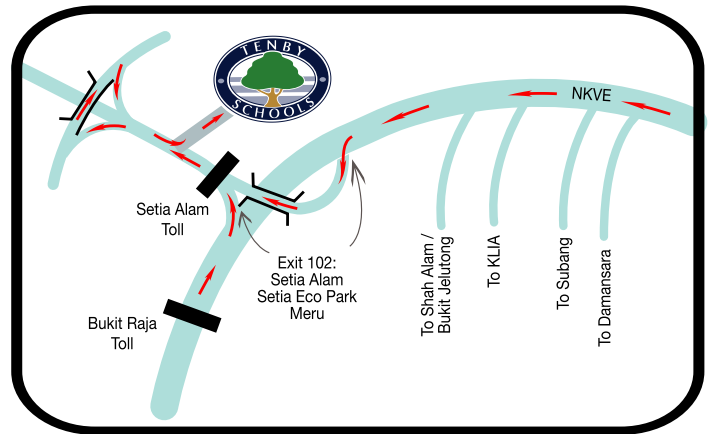 TENBY
SCHOOLS
NKVE
Setia Alam
Toll
Exit 102:
Setia Alam
Setia Eco Park
Meru
Bukit Raja
Toll
To Shah Alam /
Bukit Jelutong
To KLIA
To Subang
To Damansara